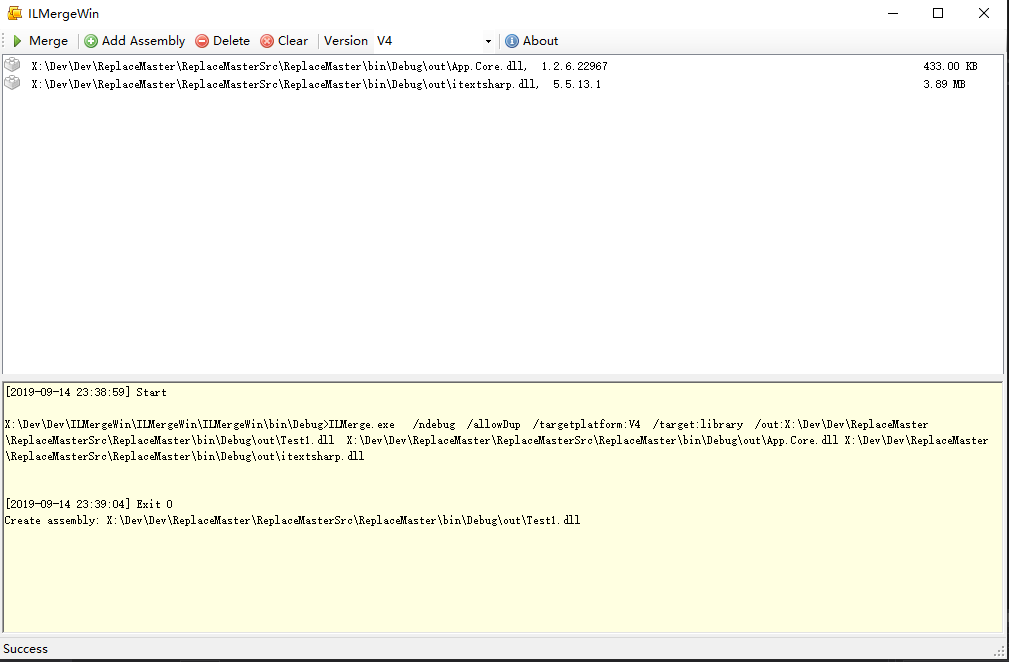 ILMergeWin
Merge Add Assembly Delete Clear Version V4 About
X:\Dev\Dev\ReplaceMaster\ReplaceMasterSrc\ReplaceMaster\bin\Debug\out\App.Core.dll, 1.2.6.22967 433.00 KB
X:\Dev\Dev\ReplaceMaster\ReplaceMasterSrc\ReplaceMaster\bin\Debug\out\itextsharp.dll, 5.5.13.1 3.89 MB
[2019-09-14 23:38:59] Start
X:\Dev\Dev\ILMergeWin\ILMergeWin\ILMergeWin\bin\Debug>ILMerge.exe /ndebug /allowDup /targetplatform:V4 /target:library /out:X:\Dev\Dev\ReplaceMaster
\ReplaceMasterSrc\ReplaceMaster\bin\Debug\out\Test1.dll X:\Dev\Dev\ReplaceMaster\ReplaceMasterSrc\ReplaceMaster\bin\Debug\out\App.Core.dll X:\Dev\Dev\ReplaceMaster
\ReplaceMasterSrc\ReplaceMaster\bin\Debug\out\itextsharp.dll
[2019-09-14 23:39:04] Exit 0
Create assembly: X:\Dev\Dev\ReplaceMaster\ReplaceMasterSrc\ReplaceMaster\bin\Debug\out\Test1.dll
Success